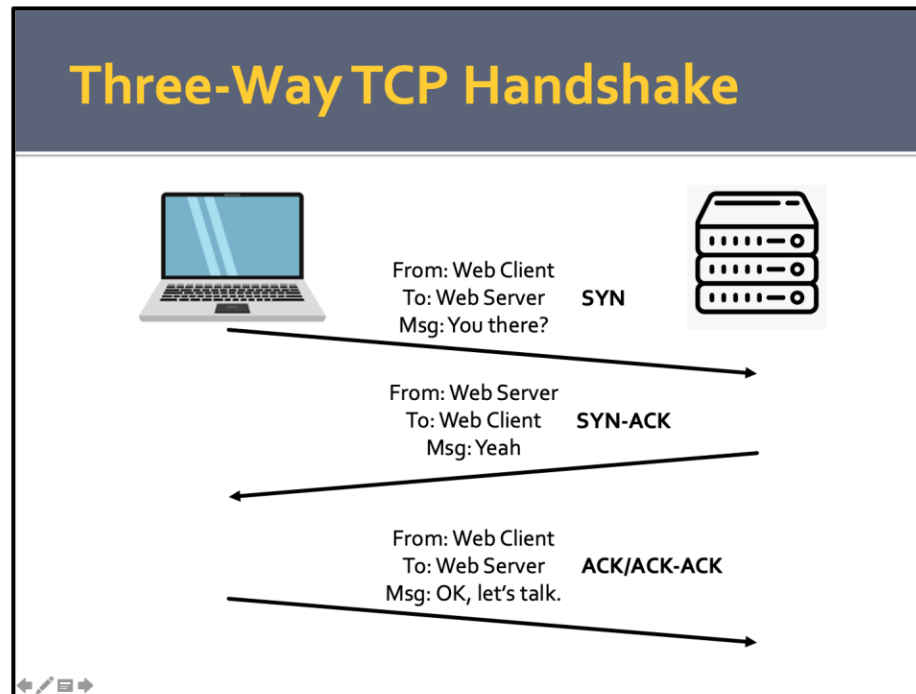 Three-Way TCP Handshake
From: Web Client
To: Web Server SYN
Msg: You there?
From: Web Server
To: Web Client SYN-ACK
Msg: Yeah
From: Web Client
To: Web Server ACK/ACK-ACK
Msg: OK, let's talk.